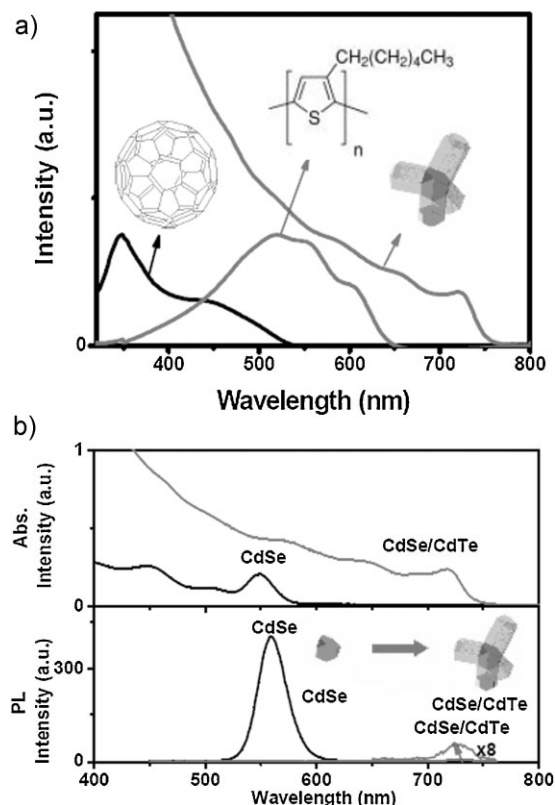 a)
Intensity (a.u.)
0
CH2(CH2)4CH3
S
n
400 500 600 700 800
Wavelength (nm)
b)
Abs.
Intensity (a.u.)
1
0
CdSe
CdSe/CdTe
PL
Intensity (a.u.)
300
0
CdSe
CdSe
CdSe/CdTe
CdSe/CdTe
x8
400 500 600 700 800
Wavelength (nm)